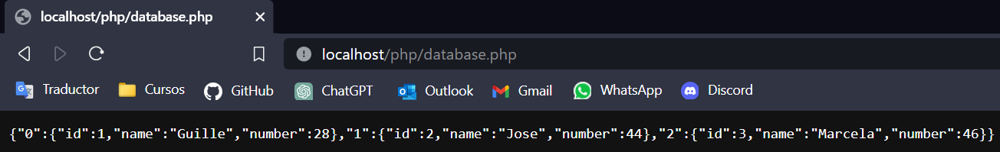 localhost/php/database.php
localhost/php/database.php
Traductor Cursos GitHub ChatGPT Outlook Gmail WhatsApp Discord
{"0":{"id":1,"name":"Guille","number":28},"1":{"id":2,"name":"Jose","number":44},"2":{"id":3,"name":"Marcela","number":46}}